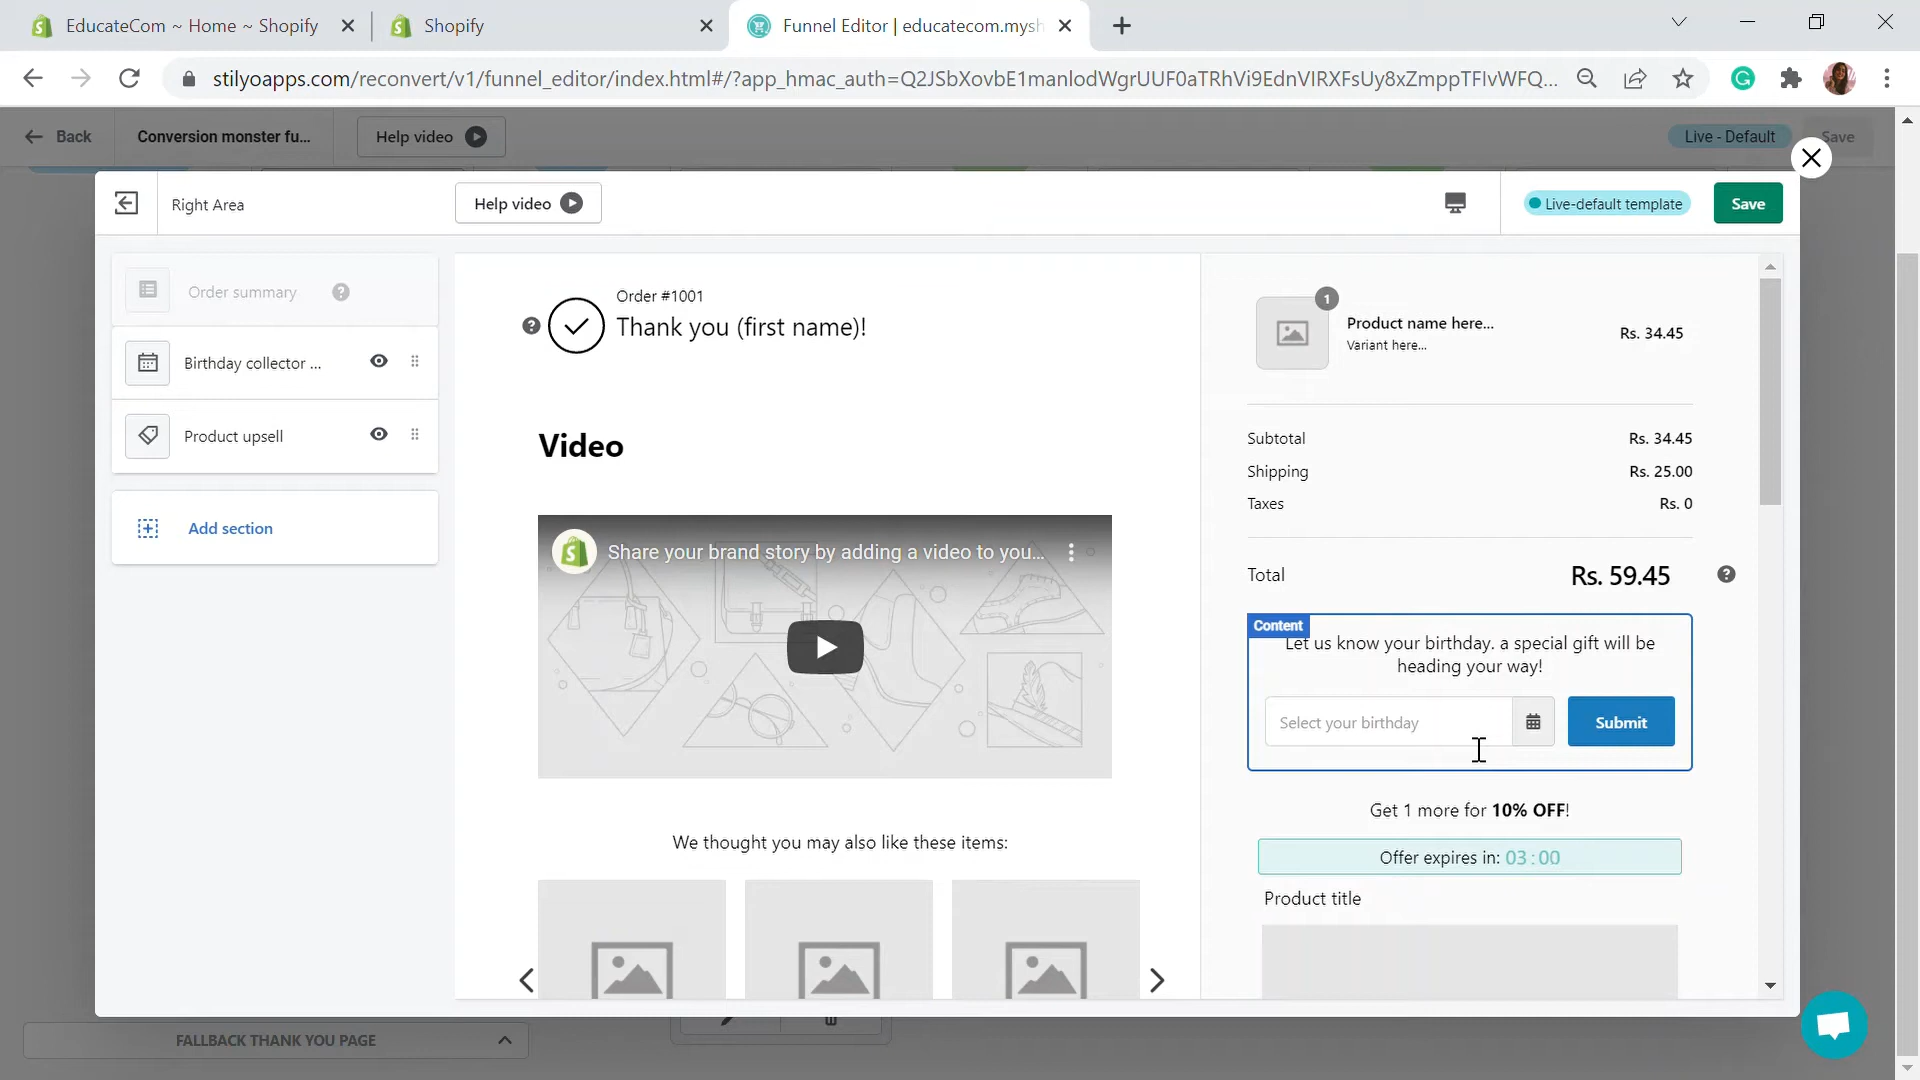 EducateCom ~ Home ~ Shopify
Shopify
Funnel Editor | educatecom.mysh
stilyoapps.com/reconvert/v1/funnel_editor/index.html#/?app_hmac_auth=Q2JSbXovbE1manlodWgrUUF0aTRhVi9EdnVlRXFsUy8xZmppTFlvWFQ...
Back
Conversion monster fu...
Help video
Live - Default
Save
Right Area
Help video
Live-default template
Save
Order summary
Birthday collector ...
Product upsell
Add section
Order #1001
Thank you (first name)!
Video
Share your brand story by adding a video to you...
We thought you may also like these items:
1
Product name here...
Variant here...
Rs. 34.45
Subtotal Rs. 34.45
Shipping Rs. 25.00
Taxes Rs. 0
Total Rs. 59.45
Content
Let us know your birthday. a special gift will be
heading your way!
Select your birthday
Submit
Get 1 more for 10% OFF!
Offer expires in: 03:00
Product title
FALLBACK THANK YOU PAGE